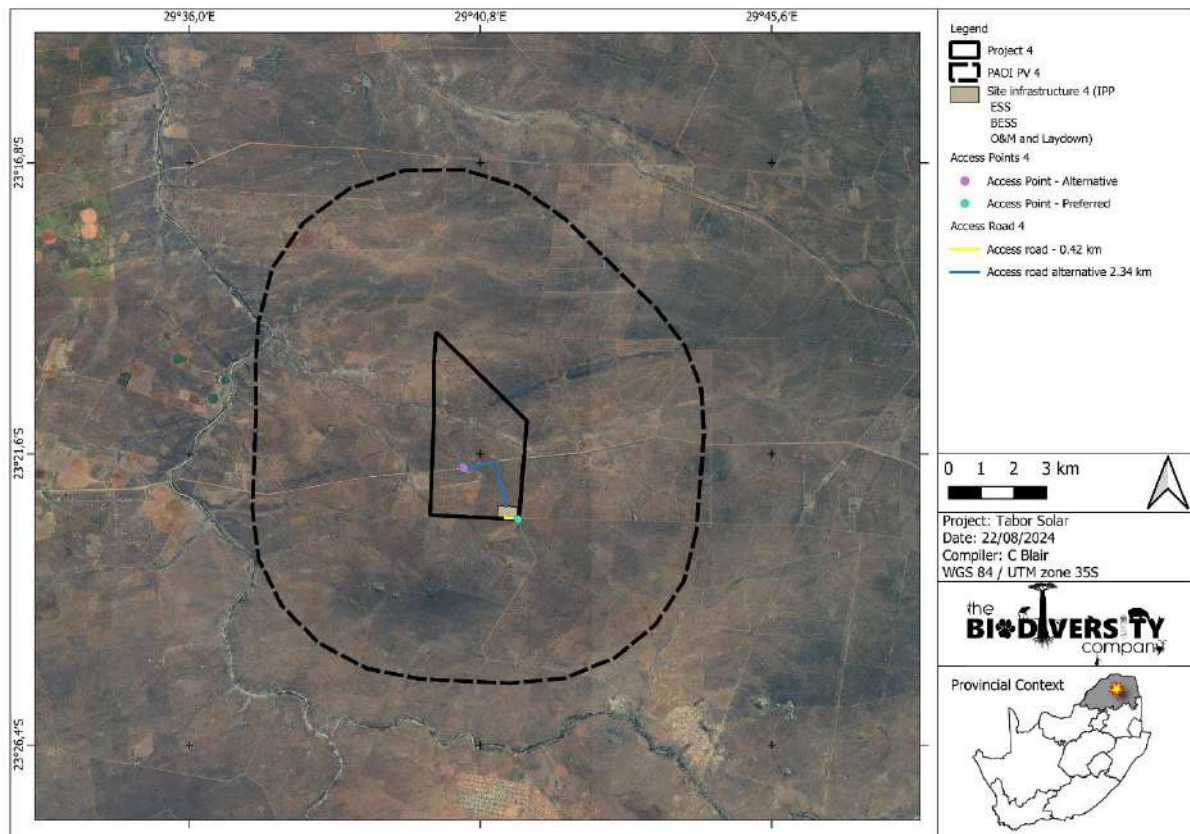 29°36,0'E
29°40,8'E
29°45,6'E
23°16,8'S
23°21,6'S
23°26,4'S
Legend
Project 4
PAOI PV 4
Site infrastructure 4 (IPP
ESS
BESS
O&M and Laydown)
Access Points 4
Access Point - Alternative
Access Point - Preferred
Access Road 4
Access road - 0.42 km
Access road alternative 2.34 km
0 1 2 3 km
Project: Tabor Solar
Date: 22/08/2024
Compiler: C Blair
WGS 84 / UTM zone 35S
the
BIODIVERSITY
company
Provincial Context